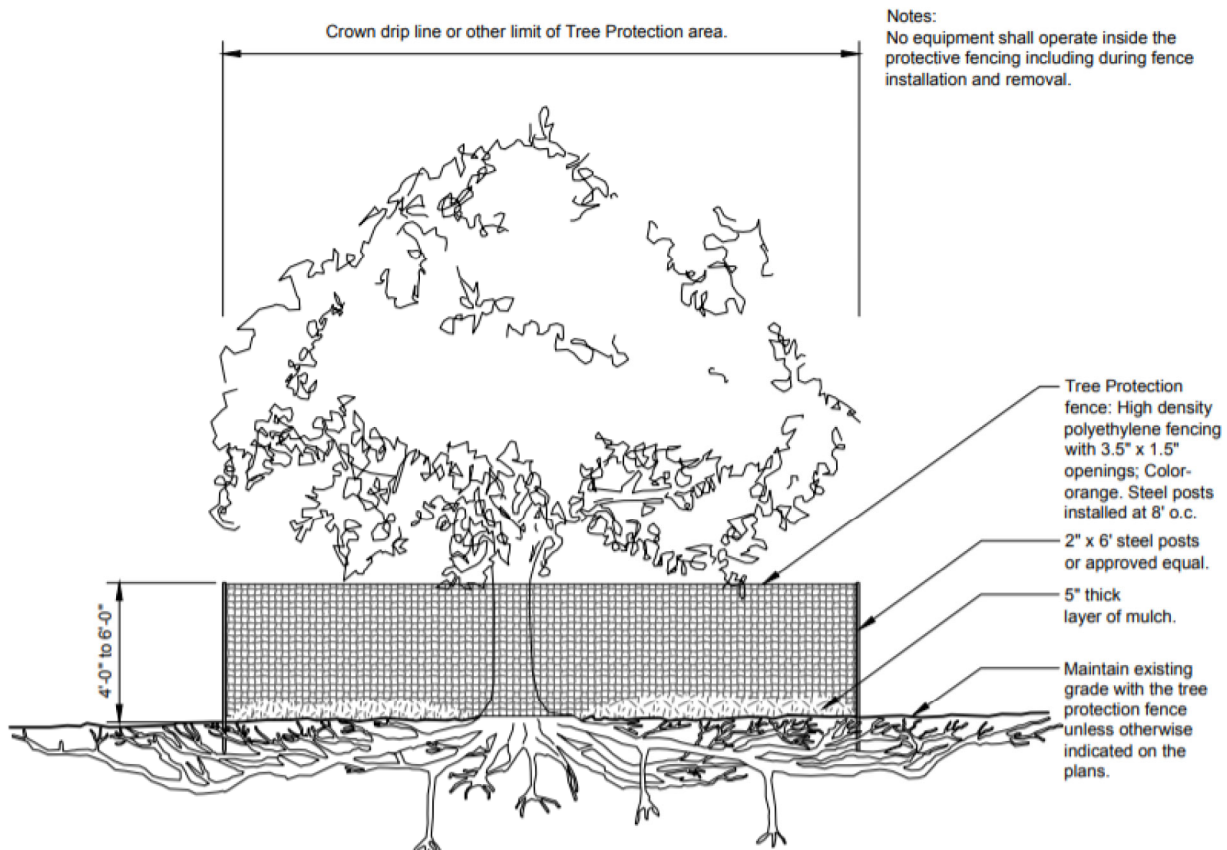 Crown drip line or other limit of Tree Protection area.
Notes:
No equipment shall operate inside the
protective fencing including during fence
installation and removal.
Tree Protection
fence: High density
polyethylene fencing
with 3.5" x 1.5"
openings; Color-
orange. Steel posts
installed at 8' o.c.
2" x 6' steel posts
or approved equal.
5" thick
layer of mulch.
Maintain existing
grade with the tree
protection fence
unless otherwise
indicated on the
plans.
4'-0" to 6'-0"